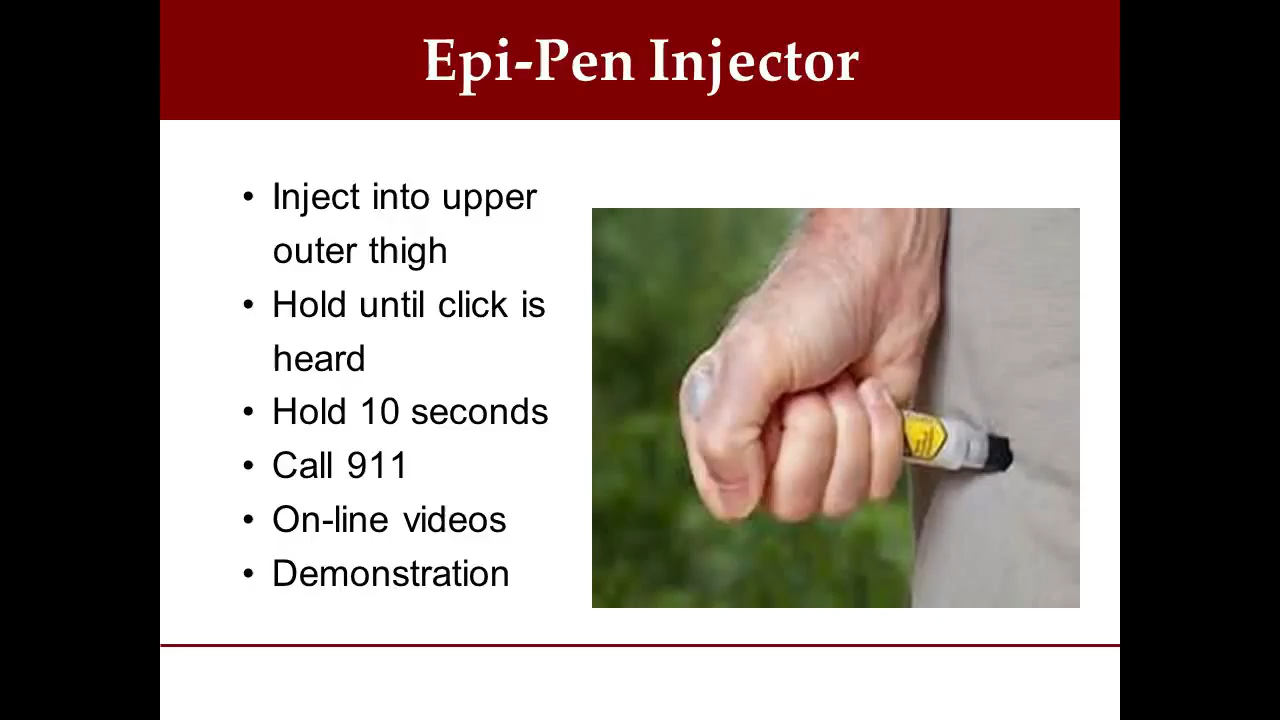 Epi-Pen Injector
• Inject into upper
outer thigh
• Hold until click is
heard
• Hold 10 seconds
• Call 911
• On-line videos
• Demonstration